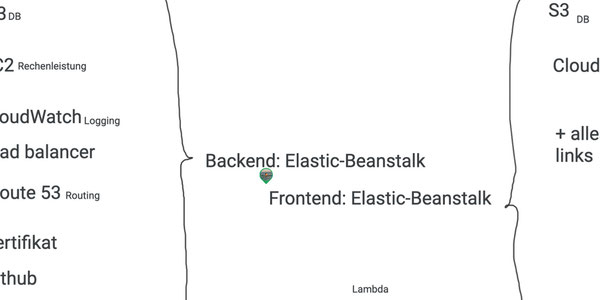 3 DB
C2 Rechenleistung
oudWatch Logging
ad balancer
oute 53 Routing
ertifikat
thub
Backend: Elastic-Beanstalk
Frontend: Elastic-Beanstalk
Lambda
S3 DB
Cloud
+ alle
links